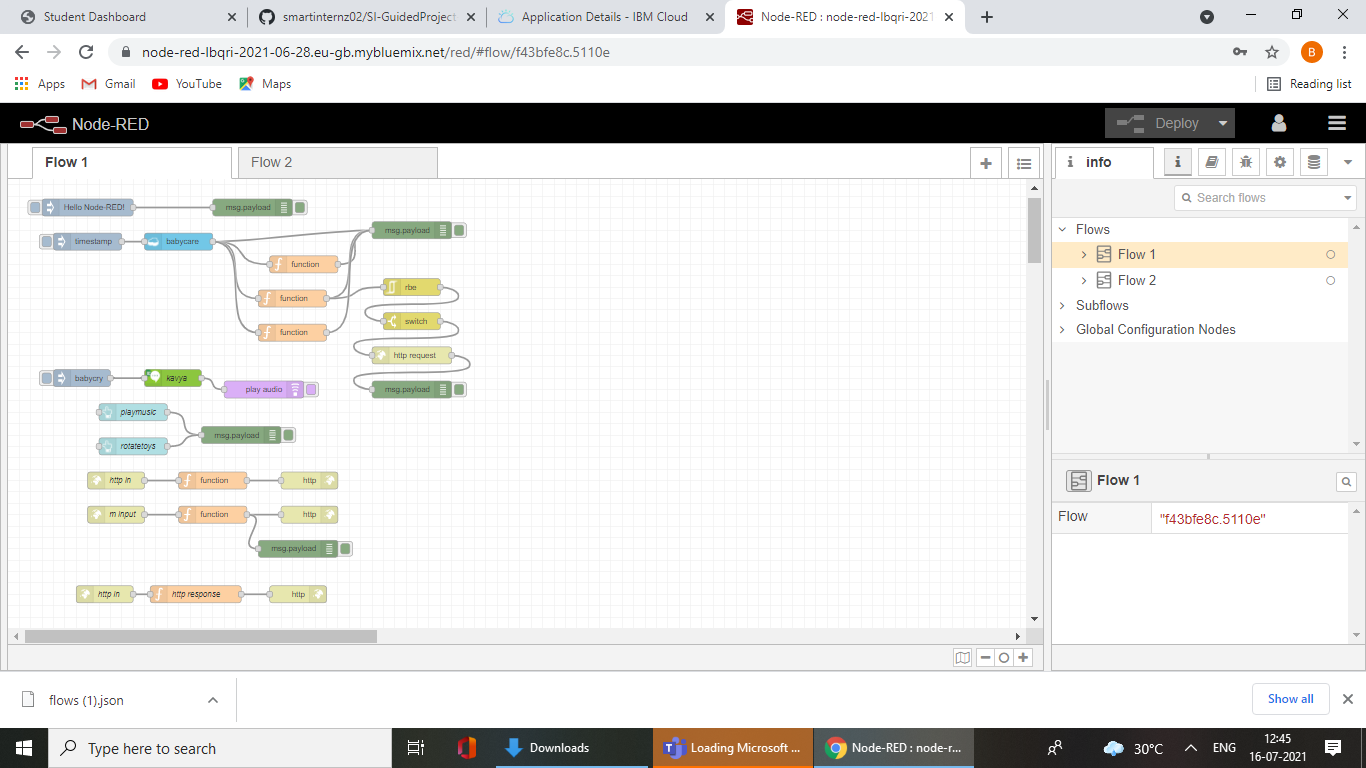 Student Dashboard
smartinternz02/SI-GuidedProject
Application Details - IBM Cloud
Node-RED : node-red-lbqri-2021
node-red-lbqri-2021-06-28.eu-gb.mybluemix.net/red/#flow/f43bfe8c.5110e
B
Apps
Gmail
YouTube
Maps
Reading list
Node-RED
Deploy
Flow 1
Flow 2
info
Search flows
Flows
Flow 1
Flow 2
Subflows
Global Configuration Nodes
Hello Node-RED!
msg.payload
timestamp
babycare
msg.payload
function
function
function
rbe
switch
http request
msg.payload
babycry
kavya
play audio
playmusic
rotatetoys
msg.payload
http in
function
http
m input
function
http
msg.payload
http in
http response
http
Flow 1
Flow
"f43bfe8c.5110e"
flows (1).json
Show all
Type here to search
Downloads
Loading Microsoft ...
Node-RED : node-r...
30°C
ENG
12:45
16-07-2021